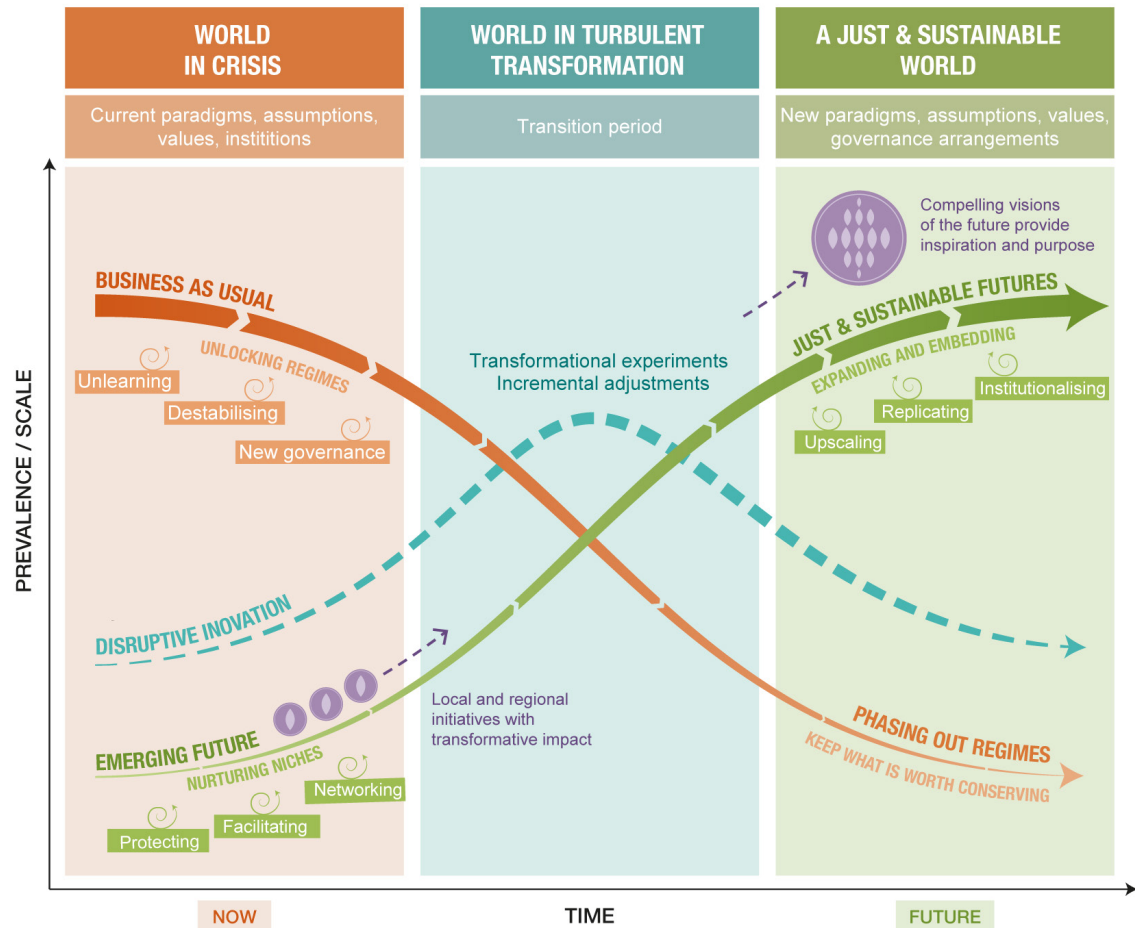 WORLD
IN CRISIS
WORLD IN TURBULENT
TRANSFORMATION
A JUST & SUSTAINABLE
WORLD
Current paradigms, assumptions,
values, instititions
Transition period
New paradigms, assumptions, values,
governance arrangements
Compelling visions
of the future provide
inspiration and purpose
BUSINESS AS USUAL
UNLOCKING REGIMES
Unlearning
Destabilising
New governance
Transformational experiments
Incremental adjustments
JUST & SUSTAINABLE FUTURES
EXPANDING AND EMBEDDING
Institutionalising
Replicating
Upscaling
PREVALENCE / SCALE
DISRUPTIVE INOVATION
EMERGING FUTURE
NURTURING NICHES
Networking
Facilitating
Protecting
Local and regional
initiatives with
transformative impact
PHASING OUT REGIMES
KEEP WHAT IS WORTH CONSERVING
NOW
TIME
FUTURE